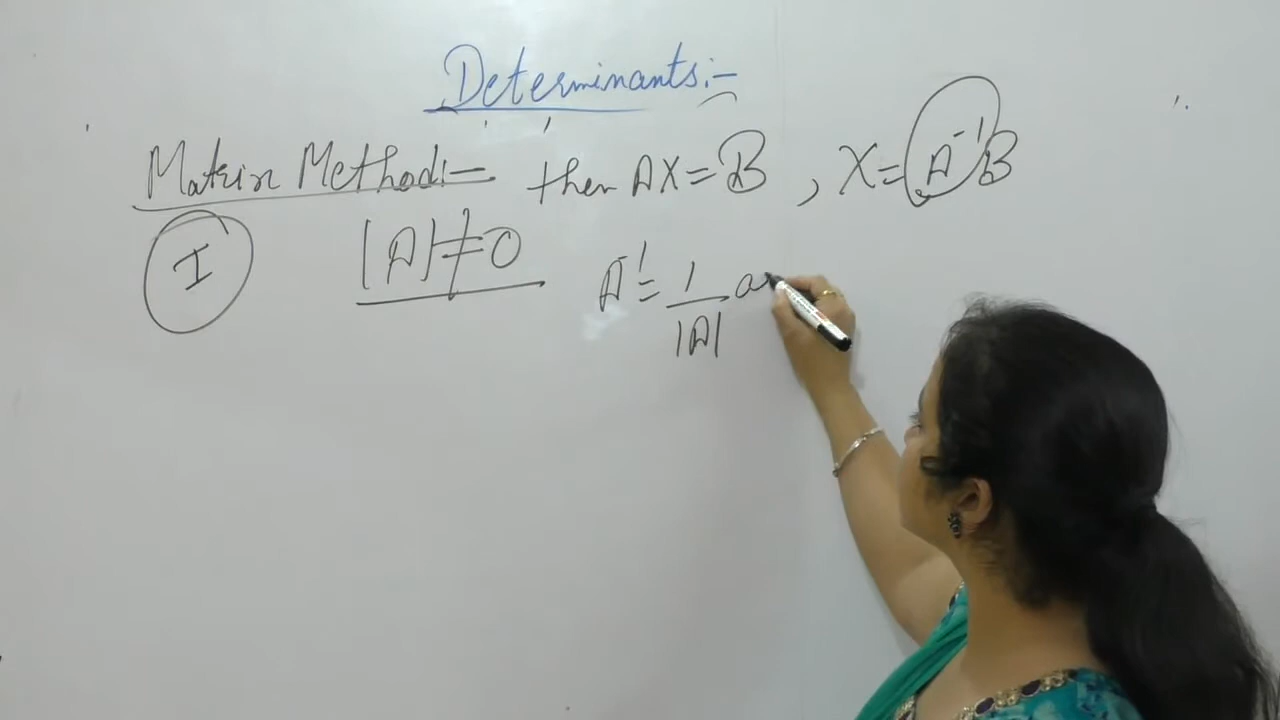 Determinants:-
Matrix Method:- then AX=B, X=A⁻¹B
I |A|≠0 A⁻¹=1/|A| a